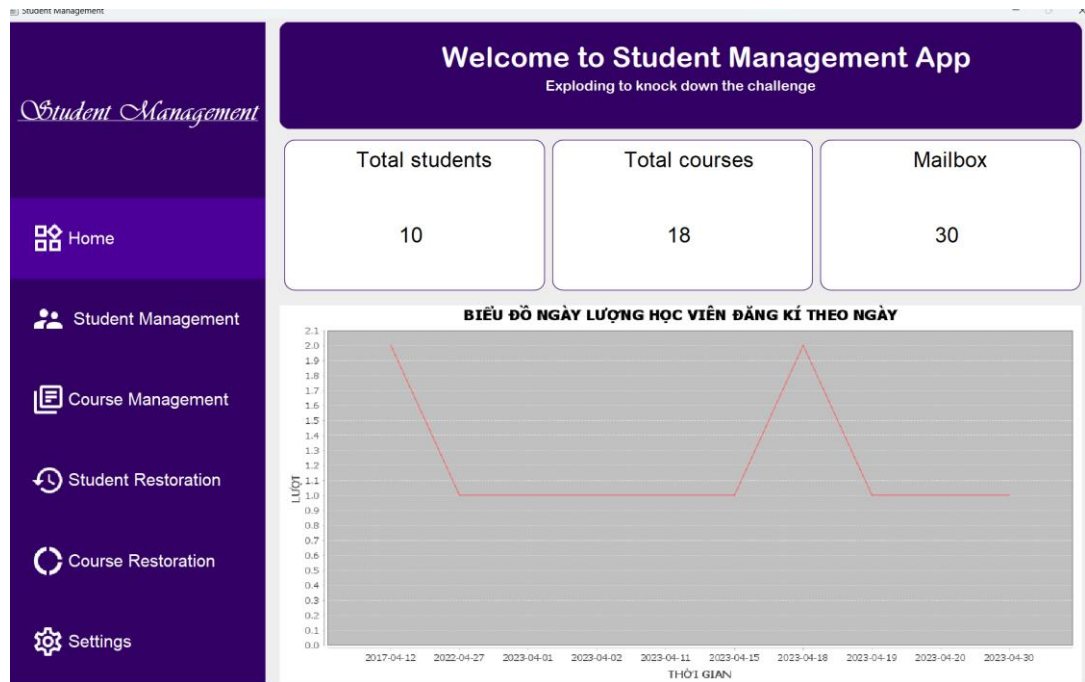 Student Management
Student Management
Home
Student Management
Course Management
Student Restoration
Course Restoration
Settings
Welcome to Student Management App
Exploding to knock down the challenge
Total students
10
Total courses
18
Mailbox
30
BIỂU ĐỒ NGÀY LƯỢNG HỌC VIÊN ĐĂNG KÍ THEO NGÀY
LƯỢT
2.1
2.0
1.9
1.8
1.7
1.6
1.5
1.4
1.3
1.2
1.1
1.0
0.9
0.8
0.7
0.6
0.5
0.4
0.3
0.2
0.1
0.0
2017-04-12 2022-04-27 2023-04-01 2023-04-02 2023-04-11 2023-04-15 2023-04-18 2023-04-19 2023-04-20 2023-04-30
THỜI GIAN